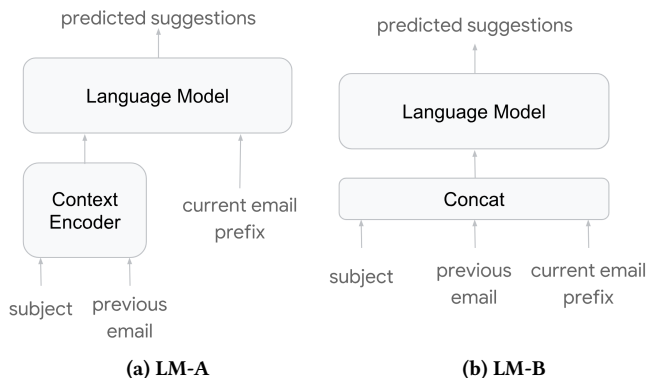 predicted suggestions
Language Model
Context
Encoder
current email
prefix
subject
previous
email
(a) LM-A
predicted suggestions
Language Model
Concat
subject
previous
email
current email
prefix
(b) LM-B